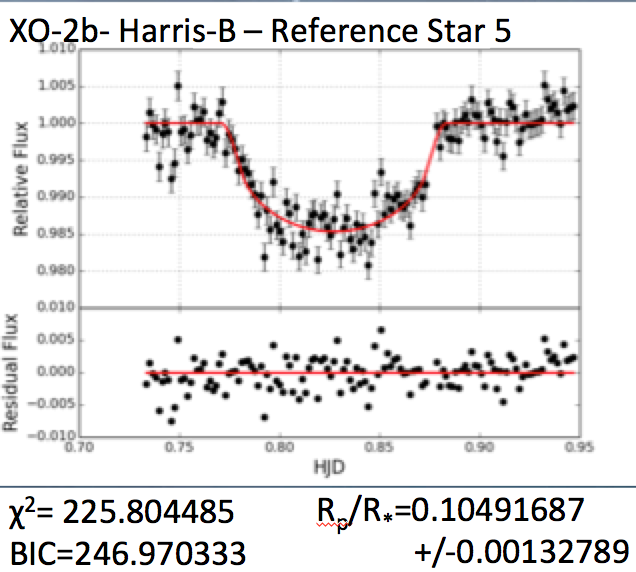 XO-2b- Harris-B – Reference Star 5
1.010
1.005
1.000
0.995
0.990
0.985
0.980
Relative Flux
0.010
0.005
0.000
−0.005
−0.010
Residual Flux
0.70 0.75 0.80 0.85 0.90 0.95
HJD
χ²= 225.804485 Rp/R*=0.10491687
BIC=246.970333 +/-0.00132789